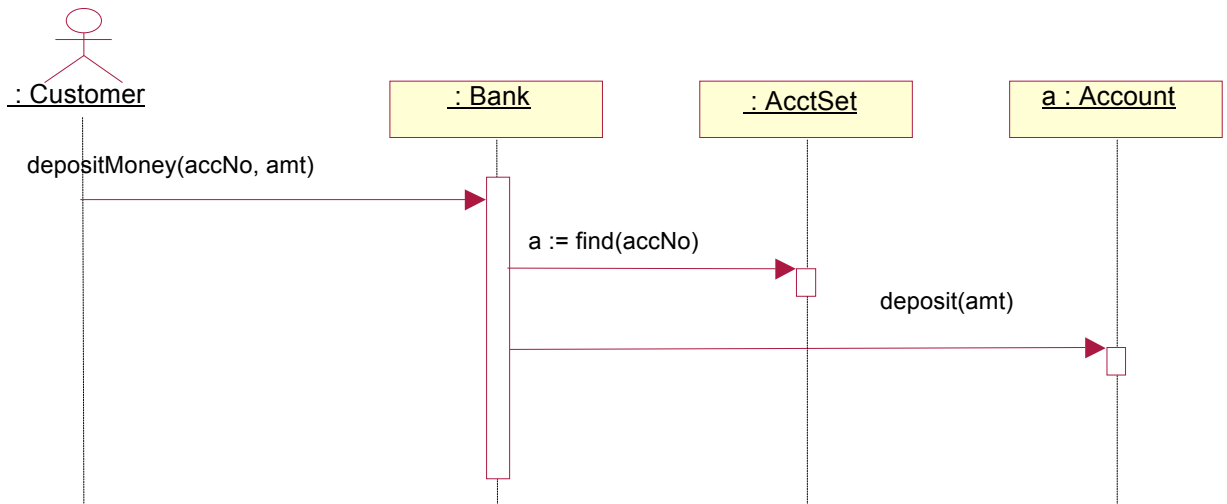 : Customer
: Bank
: AcctSet
a : Account
depositMoney(accNo, amt)
a := find(accNo)
deposit(amt)